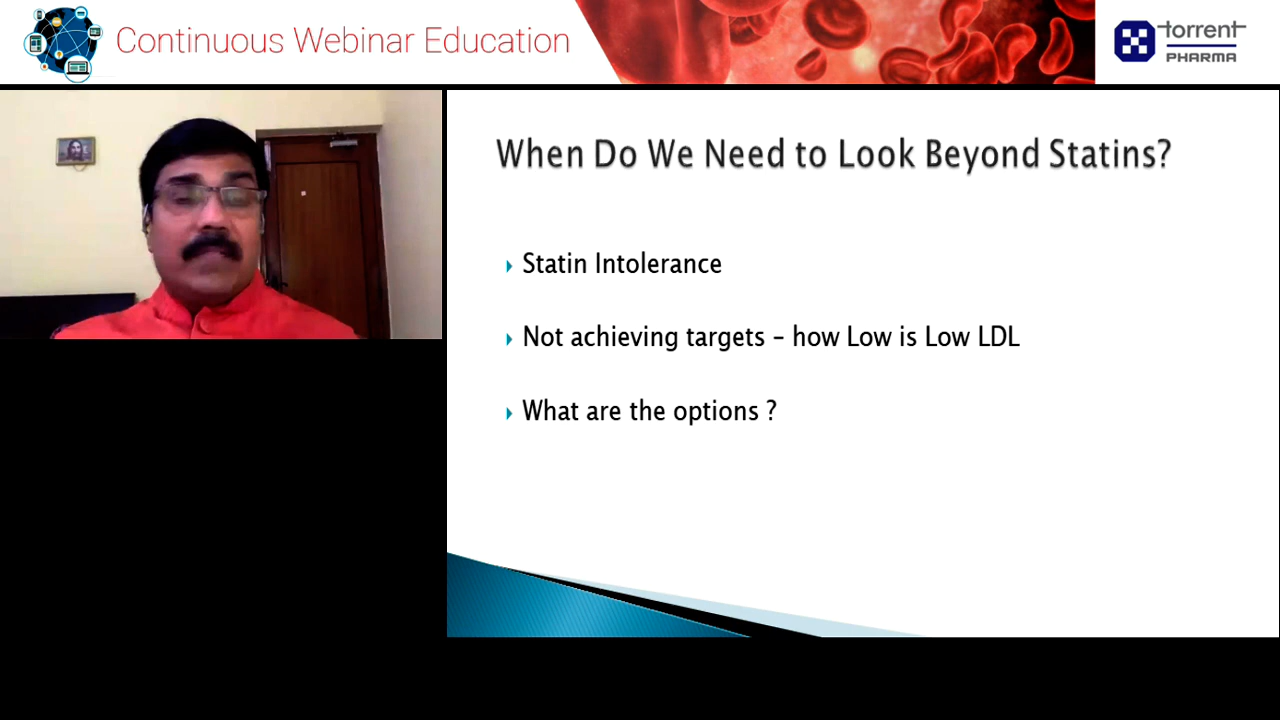 Continuous Webinar Education
torrent
PHARMA
When Do We Need to Look Beyond Statins?
Statin Intolerance
Not achieving targets – how Low is Low LDL
What are the options ?